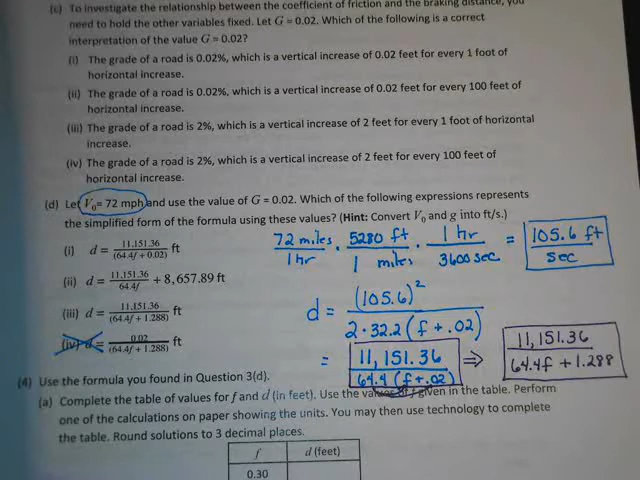 (c) To investigate the relationship between the coefficient of friction and the braking distance, you
need to hold the other variables fixed. Let G = 0.02. Which of the following is a correct
interpretation of the value G = 0.02?
(i) The grade of a road is 0.02%, which is a vertical increase of 0.02 feet for every 1 foot of
horizontal increase.
(ii) The grade of a road is 0.02%, which is a vertical increase of 0.02 feet for every 100 feet of
horizontal increase.
(iii) The grade of a road is 2%, which is a vertical increase of 2 feet for every 1 foot of horizontal
increase.
(iv) The grade of a road is 2%, which is a vertical increase of 2 feet for every 100 feet of
horizontal increase.
(d) Let V₀ = 72 mph and use the value of G = 0.02. Which of the following expressions represents
the simplified form of the formula using these values? (Hint: Convert V₀ and g into ft/s.)
(i) d = 11,151.36 / (64.4f + 0.02) ft
72 miles / 1 hr · 5280 ft / 1 miles · 1 hr / 3600 sec = 105.6 ft / sec
(ii) d = 11,151.36 / 64.4f + 8,657.89 ft
(iii) d = 11,151.36 / (64.4f + 1.288) ft
d = (105.6)² / 2·32.2(f + .02)
(iv) d = 0.02 / (64.4f + 1.288) ft
= 11,151.36 / 64.4(f+.02) ⇒ 11,151.36 / 64.4f + 1.288
(4) Use the formula you found in Question 3(d).
(a) Complete the table of values for f and d (in feet). Use the values of f given in the table. Perform
one of the calculations on paper showing the units. You may then use technology to complete
the table. Round solutions to 3 decimal places.
f d (feet)
0.30